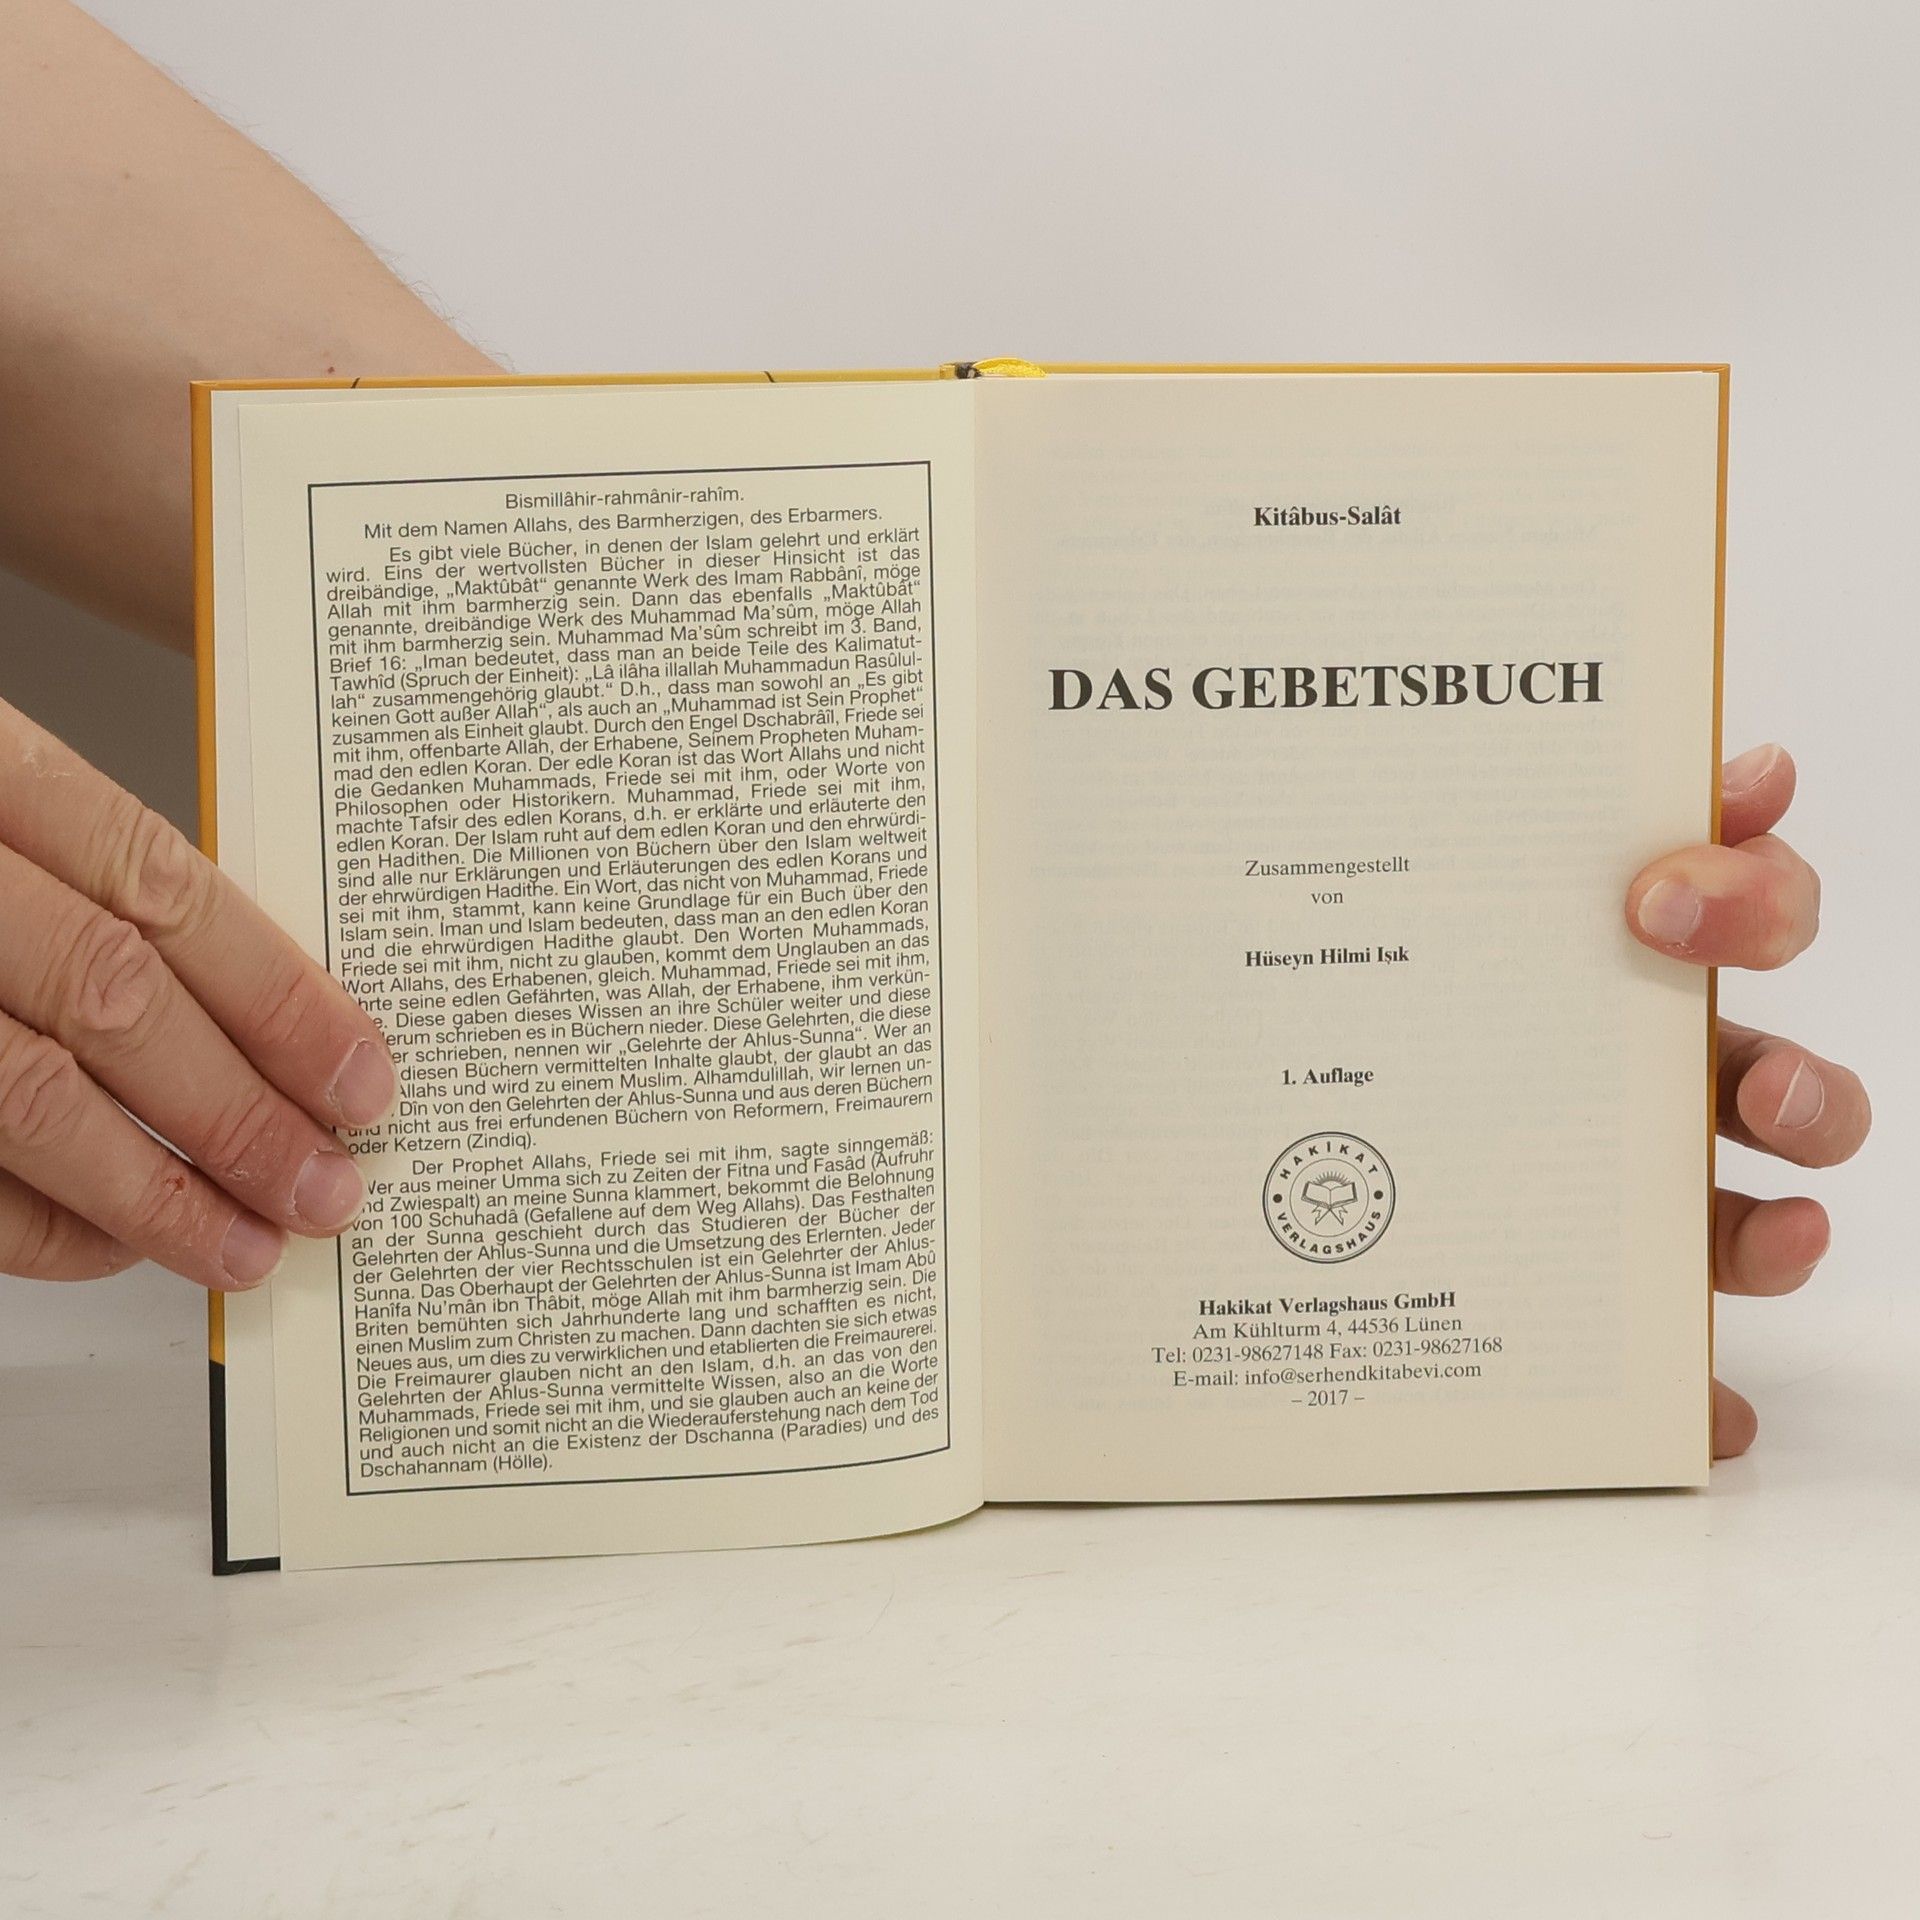 Bismillâhir-rahmânir-rahîm.
Mit dem Namen Allahs, des Barmherzigen, des Erbarmers.
Es gibt viele Bücher, in denen der Islam gelehrt und erklärt
wird. Eins der wertvollsten Bücher in dieser Hinsicht ist das
dreibändige, „Maktûbât“ genannte Werk des Imam Rabbânî, möge
Allah mit ihm barmherzig sein. Dann das ebenfalls „Maktûbât“
genannte, dreibändige Werk des Muhammad Ma’sûm, möge Allah
mit ihm barmherzig sein. Muhammad Ma’sûm schreibt im 3. Band,
Brief 16: „Iman bedeutet, dass man an beide Teile des Kalimatut-
Tawhîd (Spruch der Einheit): „Lâ ilâha illallah Muhammadun Rasûlul-
lah“ zusammengehörig glaubt.“ D.h., dass man sowohl an „Es gibt
keinen Gott außer Allah“, als auch an „Muhammad ist Sein Prophet“
zusammen als Einheit glaubt. Durch den Engel Dschabrâîl, Friede sei
mit ihm, offenbarte Allah, der Erhabene, Seinem Propheten Muham-
mad den edlen Koran. Der edle Koran ist das Wort Allahs und nicht
die Gedanken Muhammads, Friede sei mit ihm, oder Worte von
Philosophen oder Historikern. Muhammad, Friede sei mit ihm,
machte Tafsir des edlen Korans, d.h. er erklärte und erläuterte den
edlen Koran. Der Islam ruht auf dem edlen Koran und den ehrwürdi-
gen Hadithen. Die Millionen von Büchern über den Islam weltweit
sind alle nur Erklärungen und Erläuterungen des edlen Korans und
der ehrwürdigen Hadithe. Ein Wort, das nicht von Muhammad, Friede
sei mit ihm, stammt, kann keine Grundlage für ein Buch über den
Islam sein. Iman und Islam bedeuten, dass man an den edlen Koran
und die ehrwürdigen Hadithe glaubt. Den Worten Muhammads,
Friede sei mit ihm, nicht zu glauben, kommt dem Unglauben an das
Wort Allahs, des Erhabenen, gleich. Muhammad, Friede sei mit ihm,
hrte seine edlen Gefährten, was Allah, der Erhabene, ihm verkün-
e. Diese gaben dieses Wissen an ihre Schüler weiter und diese
erum schrieben es in Büchern nieder. Diese Gelehrten, die diese
er schrieben, nennen wir „Gelehrte der Ahlus-Sunna“. Wer an
diesen Büchern vermittelten Inhalte glaubt, der glaubt an das
Allahs und wird zu einem Muslim. Alhamdulillah, wir lernen un-
. Dîn von den Gelehrten der Ahlus-Sunna und aus deren Büchern
und nicht aus frei erfundenen Büchern von Reformern, Freimaurern
oder Ketzern (Zindiq).
Der Prophet Allahs, Friede sei mit ihm, sagte sinngemäß:
Wer aus meiner Umma sich zu Zeiten der Fitna und Fasâd (Aufruhr
nd Zwiespalt) an meine Sunna klammert, bekommt die Belohnung
von 100 Schuhadâ (Gefallene auf dem Weg Allahs). Das Festhalten
an der Sunna geschieht durch das Studieren der Bücher der
Gelehrten der Ahlus-Sunna und die Umsetzung des Erlernten. Jeder
der Gelehrten der vier Rechtsschulen ist ein Gelehrter der Ahlus-
Sunna. Das Oberhaupt der Gelehrten der Ahlus-Sunna ist Imam Abû
Hanîfa Nu’mân ibn Thâbit, möge Allah mit ihm barmherzig sein. Die
Briten bemühten sich Jahrhunderte lang und schafften es nicht,
einen Muslim zum Christen zu machen. Dann dachten sie sich etwas
Neues aus, um dies zu verwirklichen und etablierten die Freimaurerei.
Die Freimaurer glauben nicht an den Islam, d.h. an das von den
Gelehrten der Ahlus-Sunna vermittelte Wissen, also an die Worte
Muhammads, Friede sei mit ihm, und sie glauben auch an keine der
Religionen und somit nicht an die Wiederauferstehung nach dem Tod
und auch nicht an die Existenz der Dschanna (Paradies) und des
Dschahannam (Hölle).
Kitâbus-Salât
DAS GEBETSBUCH
Zusammengestellt
von
Hüseyn Hilmi Işık
1. Auflage
HAKİKAT
VERLAGSHAUS
Hakikat Verlagshaus GmbH
Am Kühlturm 4, 44536 Lünen
Tel: 0231-98627148 Fax: 0231-98627168
E-mail: info@serhendkitabevi.com
– 2017 –